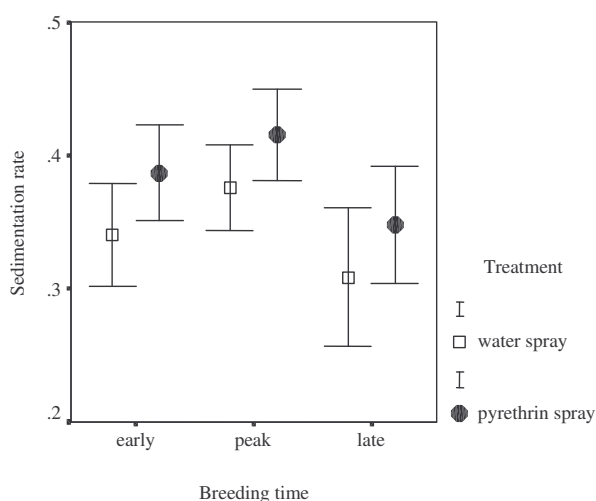 .5
.4
.3
.2
Sedimentation rate
early peak late
Breeding time
Treatment
water spray
pyrethrin spray